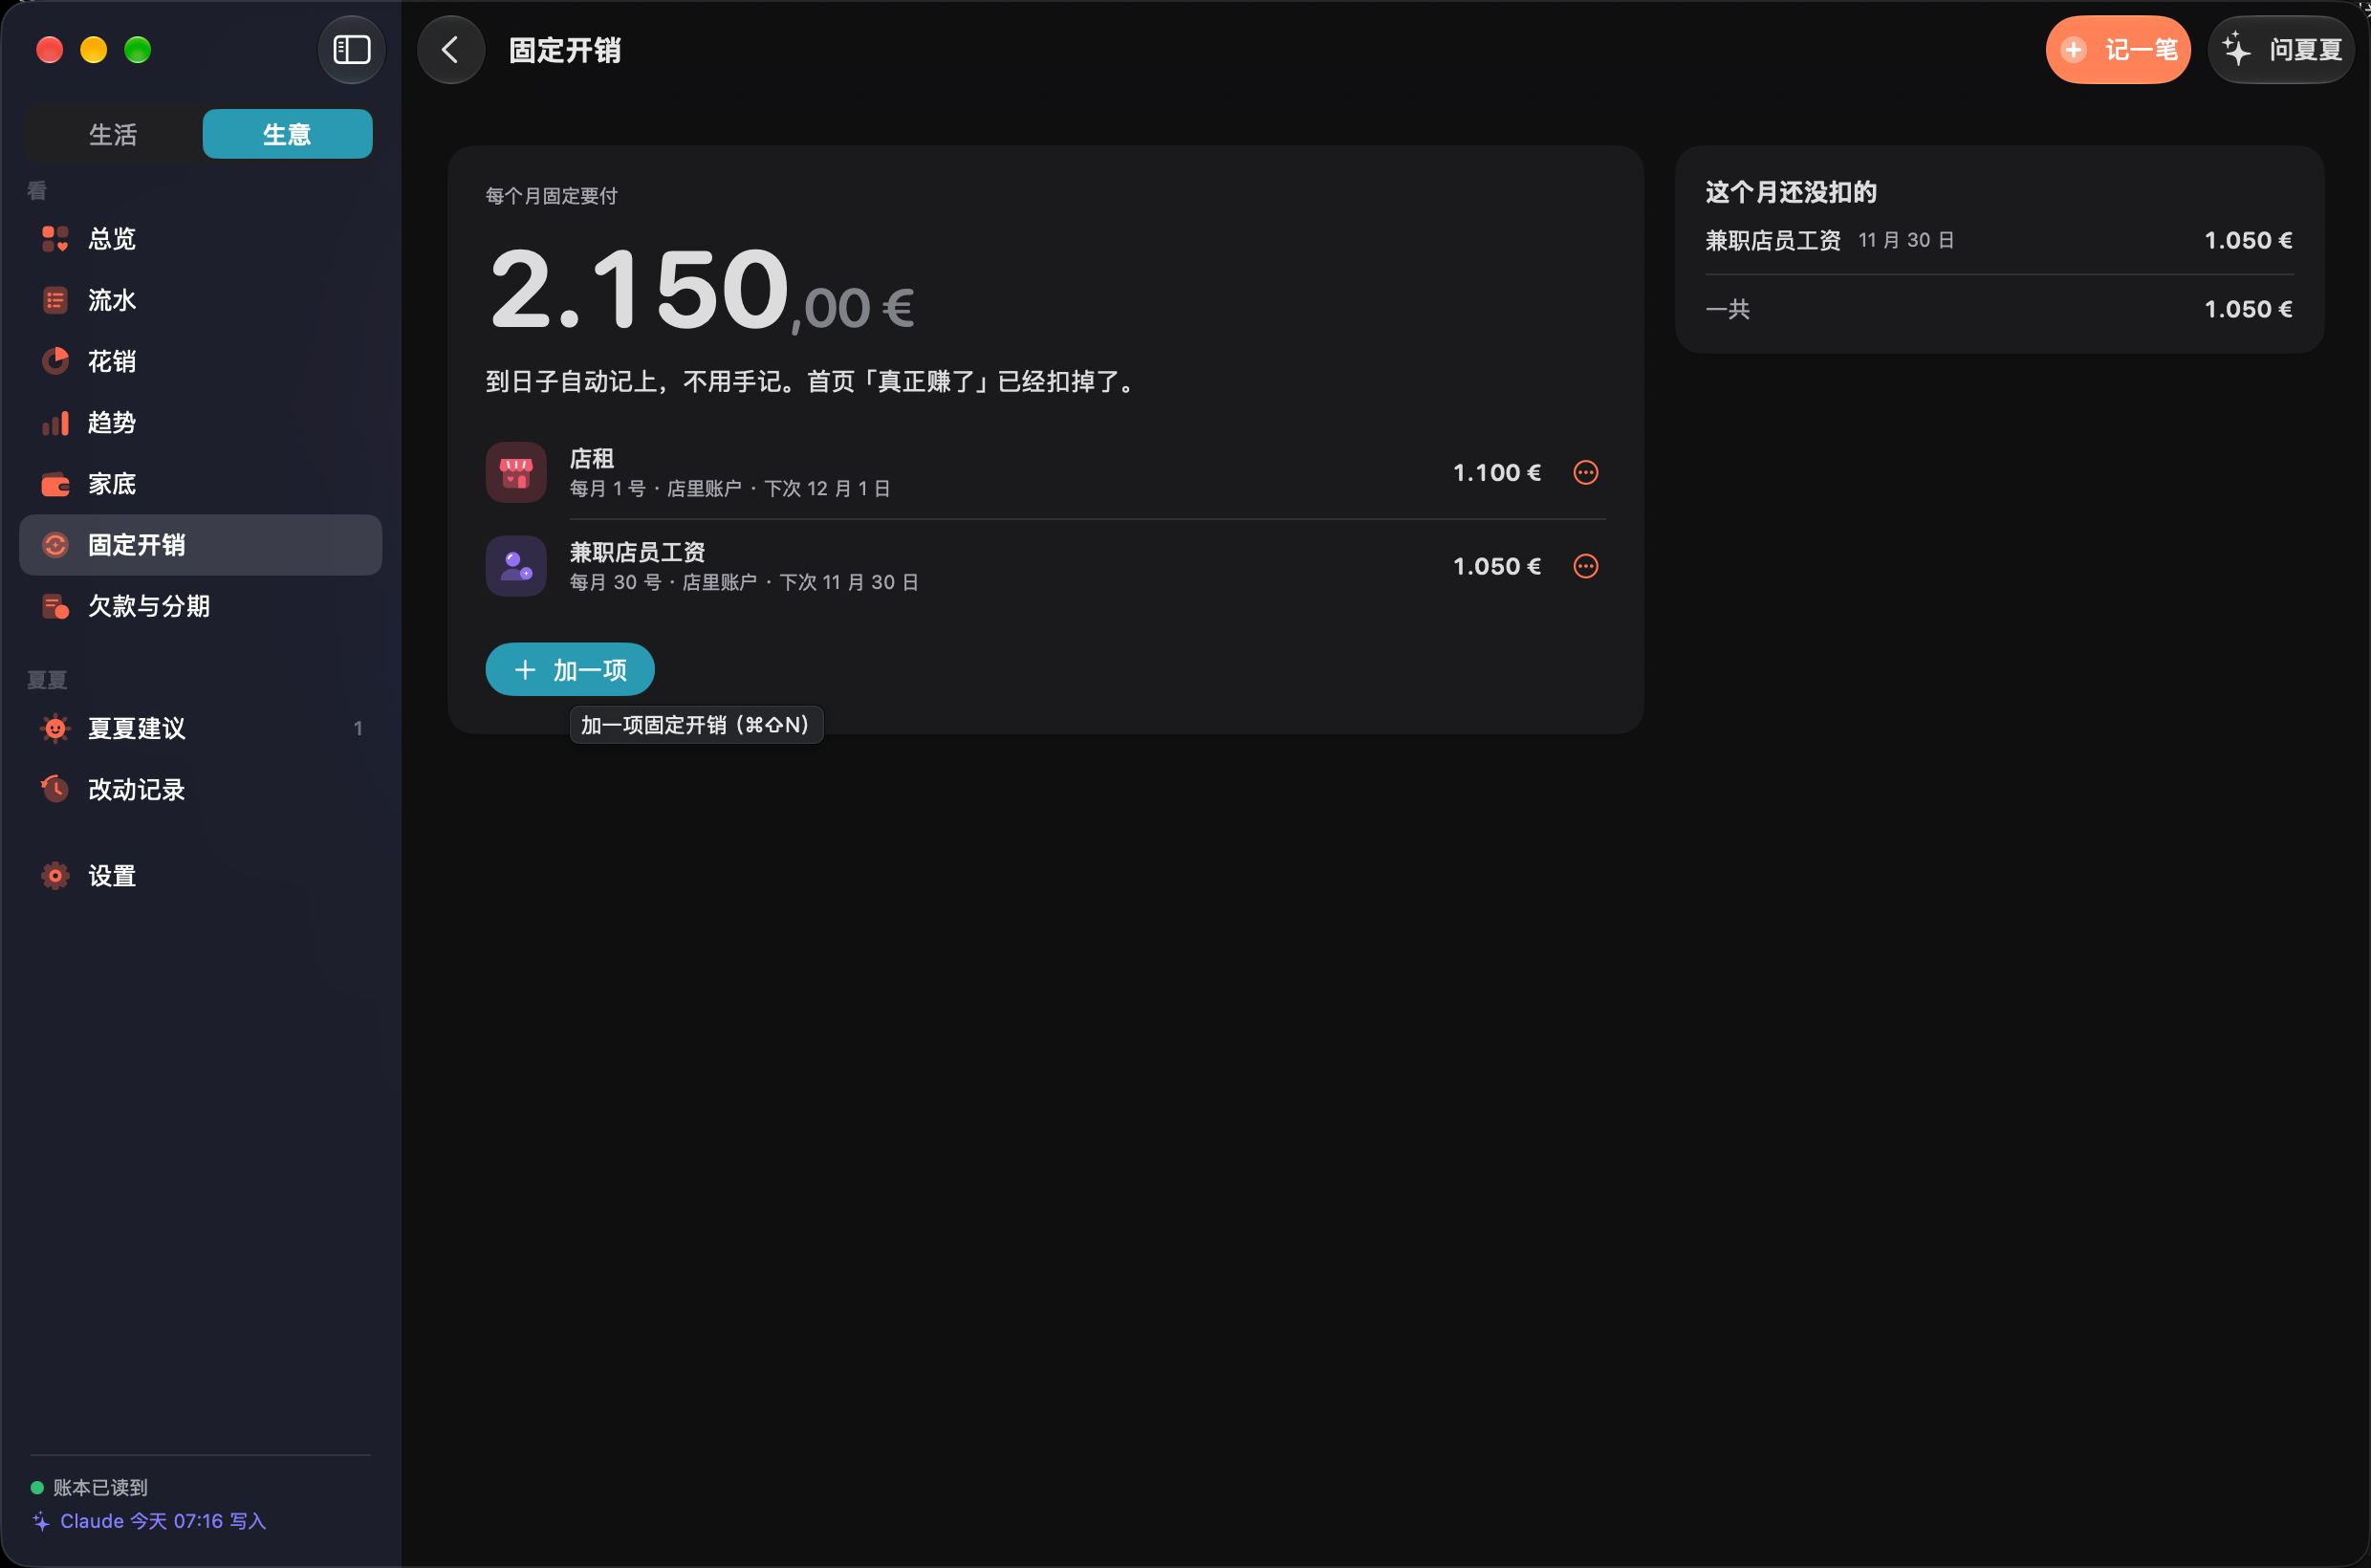 固定开销
记一笔
问夏夏
生活
生意
看
总览
流水
花销
趋势
家底
固定开销
欠款与分期
夏夏
夏夏建议 1
改动记录
设置
账本已读到
Claude 今天 07:16 写入
每个月固定要付
2.150,00 €
到日子自动记上，不用手记。首页「真正赚了」已经扣掉了。
店租
每月 1 号 · 店里账户 · 下次 12 月 1 日
1.100 €
兼职店员工资
每月 30 号 · 店里账户 · 下次 11 月 30 日
1.050 €
加一项
加一项固定开销 (⌘⇧N)
这个月还没扣的
兼职店员工资 11 月 30 日 1.050 €
一共 1.050 €